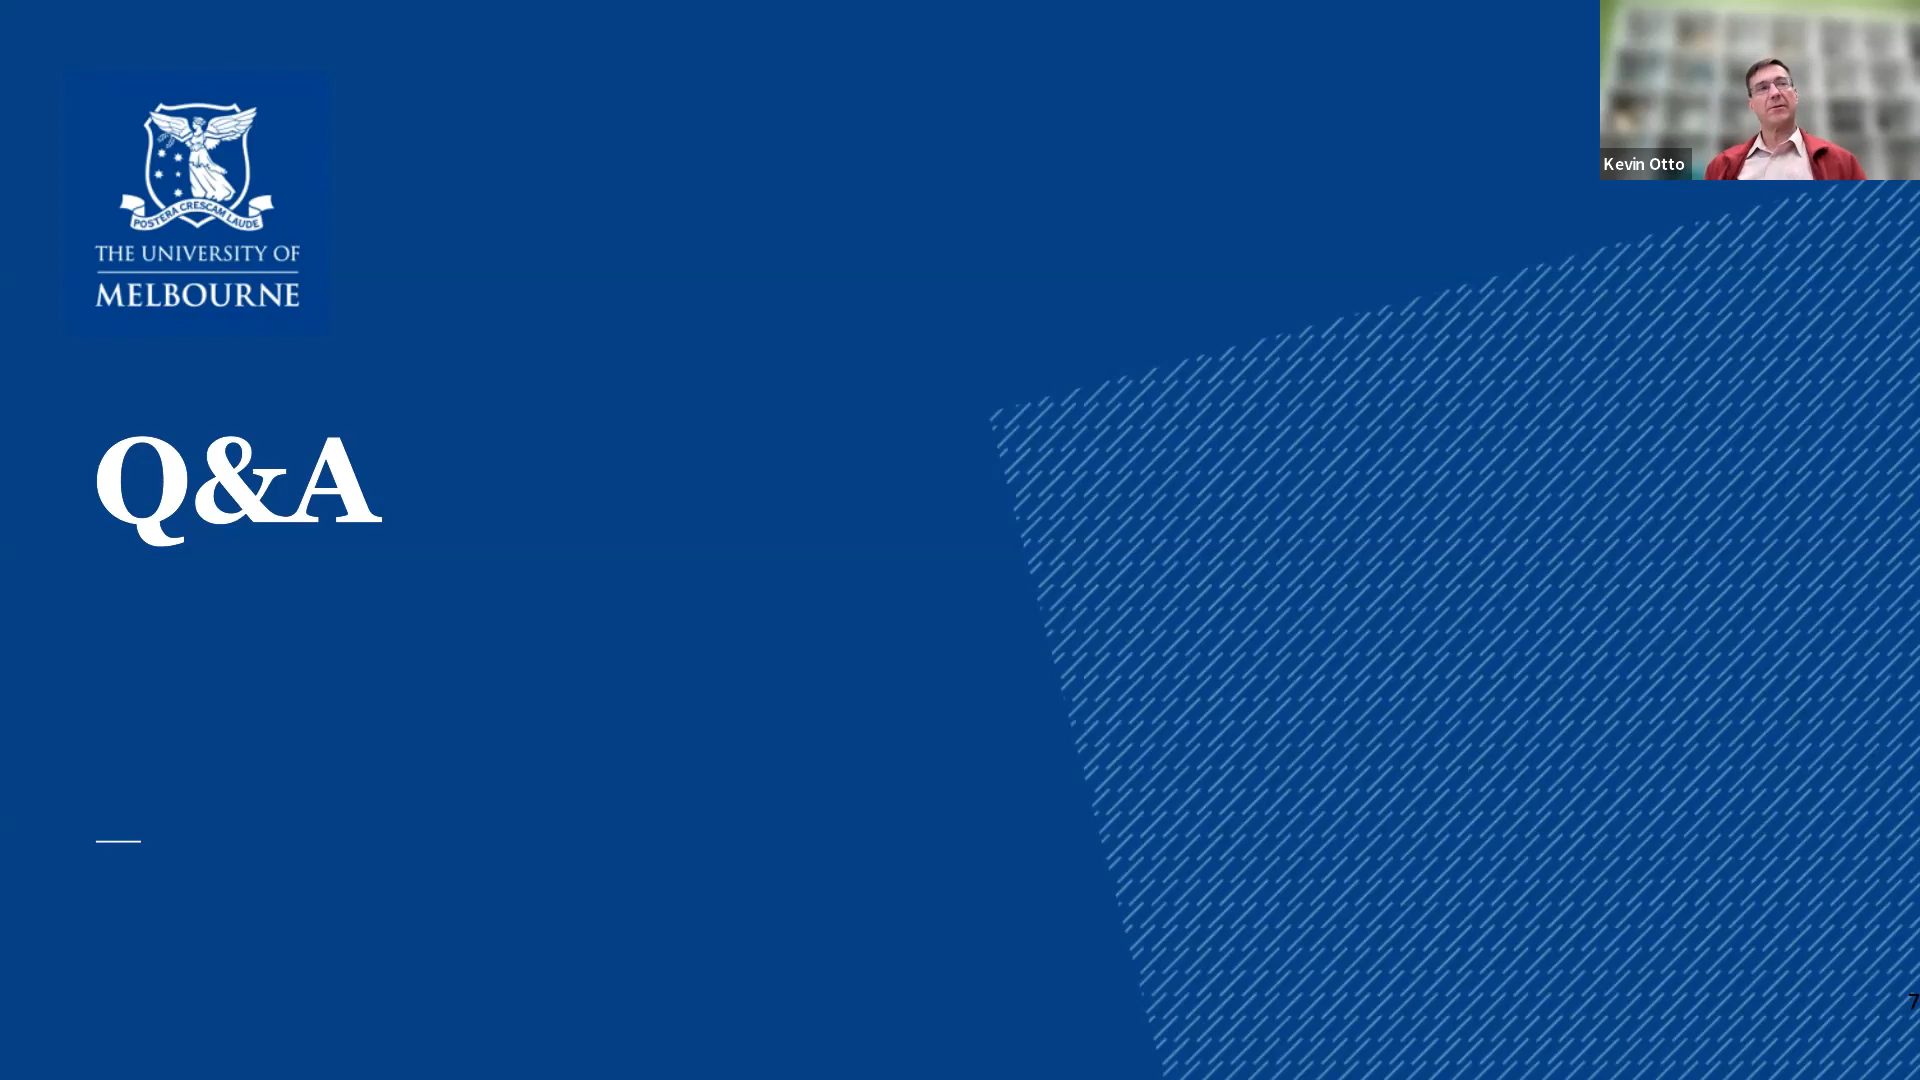 POSTERA CRESCAM LAUDE
THE UNIVERSITY OF
MELBOURNE
Kevin Otto
Q&A
7